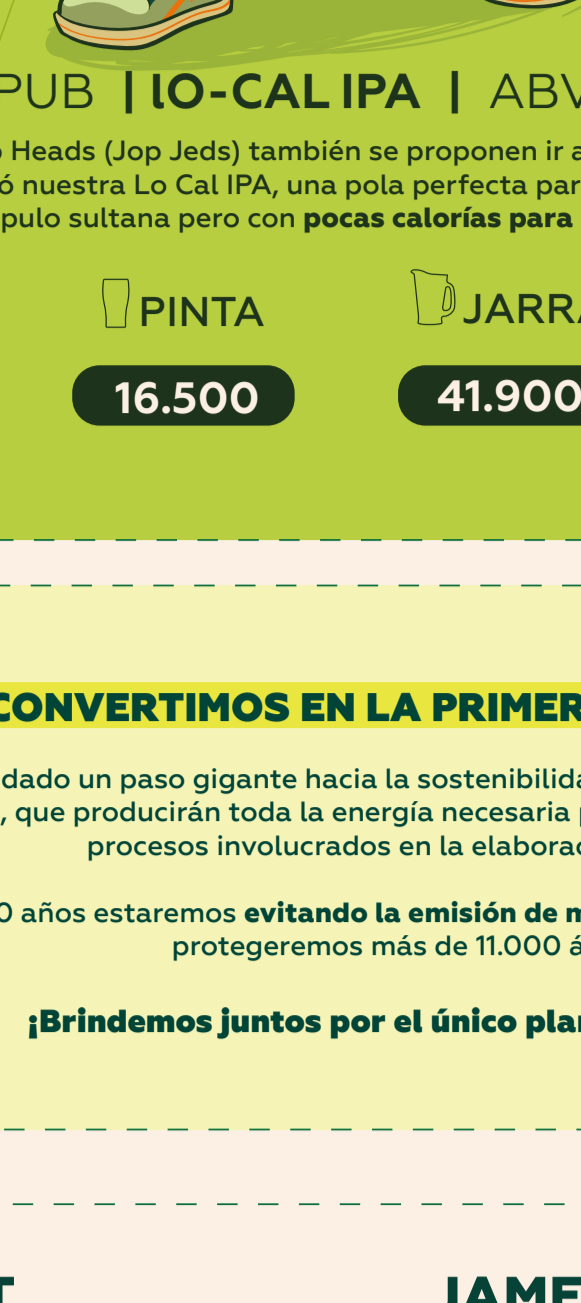 PUB | lO-CAL IPA | ABV
Heads (Jop Jeds) también se proponen ir a
ó nuestra Lo Cal IPA, una pola perfecta par
pulo sultana pero con pocas calorías para
PINTA JARRA
16.500 41.900
CONVERTIMOS EN LA PRIMER
dado un paso gigante hacia la sostenibilida
, que producirán toda la energía necesaria p
procesos involucrados en la elaborac
0 años estaremos evitando la emisión de m
protegeremos más de 11.000 á
¡Brindemos juntos por el único plan
T JAME